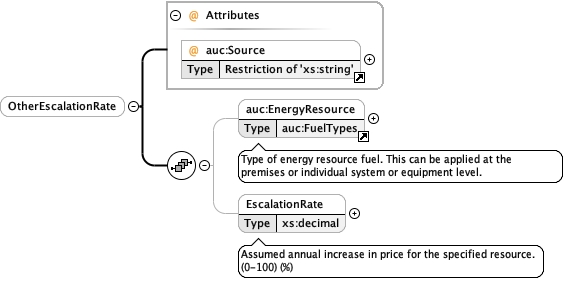 @ Attributes
@ auc:Source
Type Restriction of 'xs:string'
OtherEscalationRate
auc:EnergyResource
Type auc:FuelTypes
Type of energy resource fuel. This can be applied at the
premises or individual system or equipment level.
EscalationRate
Type xs:decimal
Assumed annual increase in price for the specified resource.
(0-100) (%)